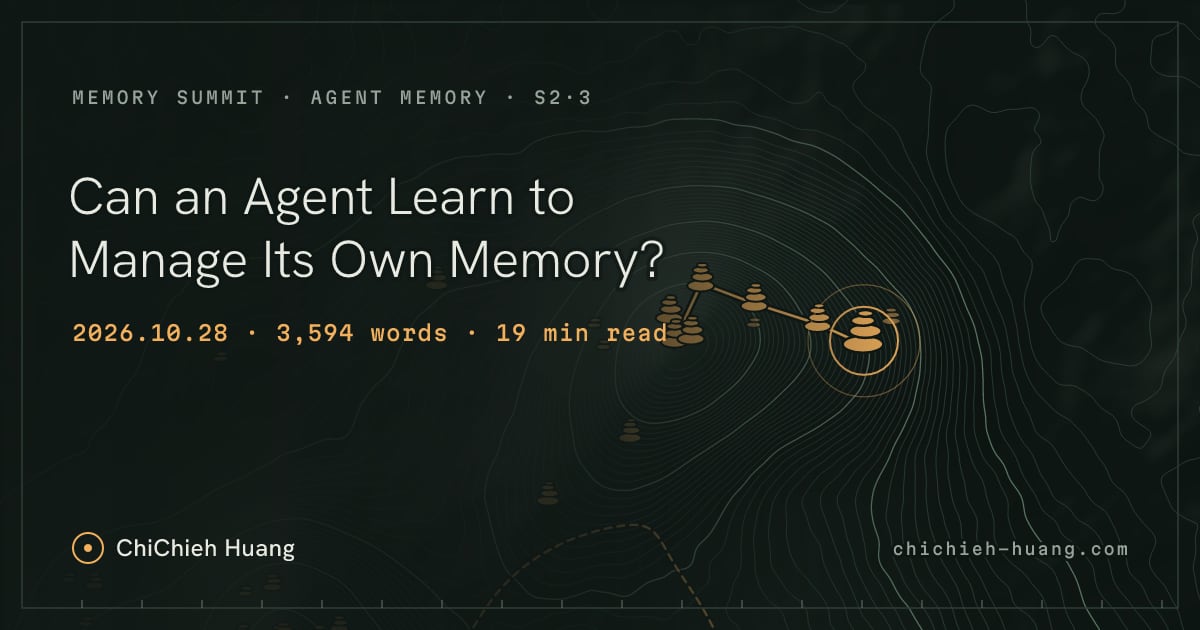 MEMORY SUMMIT · AGENT MEMORY · S2·3
Can an Agent Learn to
Manage Its Own Memory?
2026.10.28 · 3,594 words · 19 min read
ChiChieh Huang
chichieh-huang.com